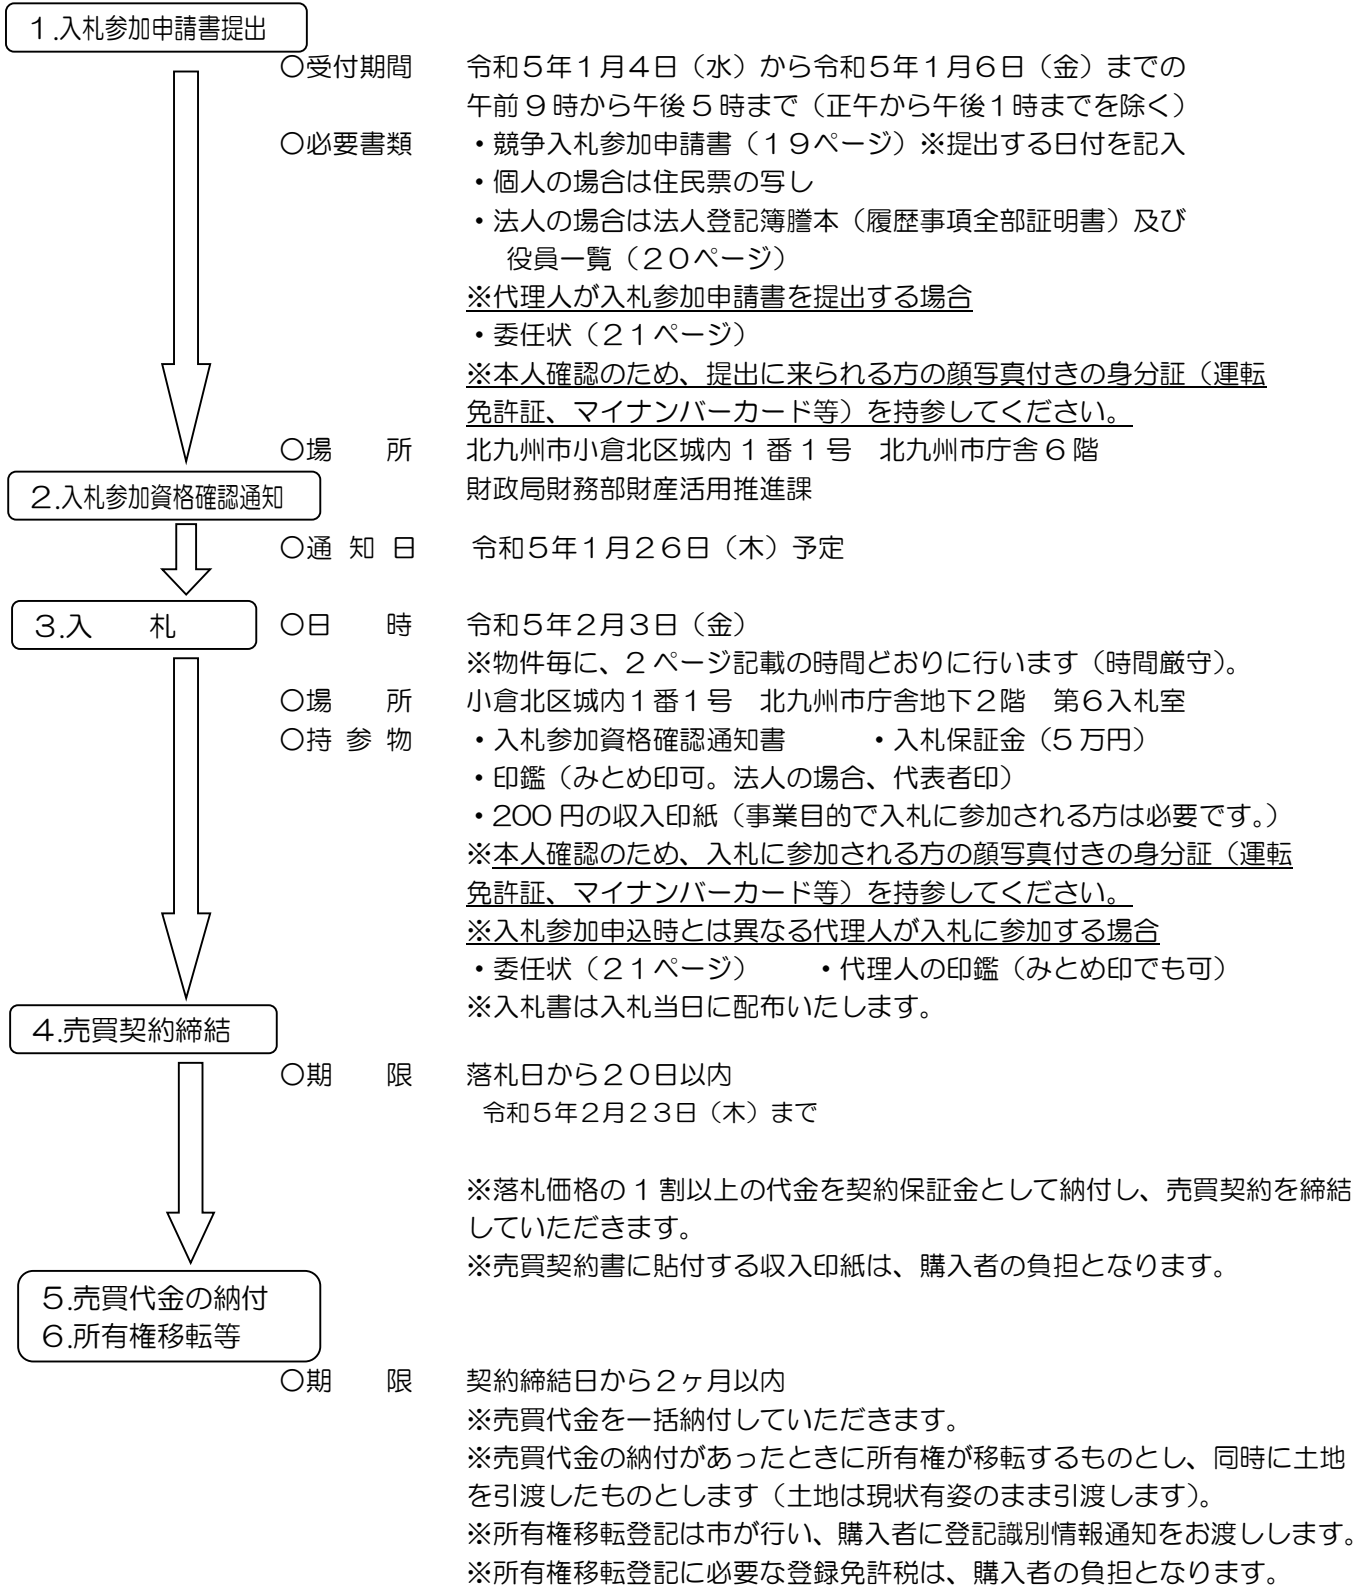 １.入札参加申請書提出
〇受付期間　令和５年１月４日（水）から令和５年１月６日（金）までの
午前９時から午後５時まで（正午から午後１時までを除く）
〇必要書類　・競争入札参加申請書（１９ページ）※提出する日付を記入
・個人の場合は住民票の写し
・法人の場合は法人登記簿謄本（履歴事項全部証明書）及び
役員一覧（２０ページ）
※代理人が入札参加申請書を提出する場合
・委任状（２１ページ）
※本人確認のため、提出に来られる方の顔写真付きの身分証（運転
免許証、マイナンバーカード等）を持参してください。
〇場　　所　北九州市小倉北区城内１番１号　北九州市庁舎６階
財政局財務部財産活用推進課
２.入札参加資格確認通知
〇通 知 日　令和５年１月２６日（木）予定
３.入　　札
〇日　　時　令和５年２月３日（金）
※物件毎に、２ページ記載の時間どおりに行います（時間厳守）。
〇場　　所　小倉北区城内１番１号　北九州市庁舎地下２階　第６入札室
〇持 参 物　・入札参加資格確認通知書　　・入札保証金（５万円）
・印鑑（みとめ印可。法人の場合、代表者印）
・200 円の収入印紙（事業目的で入札に参加される方は必要です。）
※本人確認のため、入札に参加される方の顔写真付きの身分証（運転
免許証、マイナンバーカード等）を持参してください。
※入札参加申込時とは異なる代理人が入札に参加する場合
・委任状（２１ページ）　　・代理人の印鑑（みとめ印でも可）
※入札書は入札当日に配布いたします。
４.売買契約締結
〇期　　限　落札日から２０日以内
令和５年２月２３日（木）まで
※落札価格の１割以上の代金を契約保証金として納付し、売買契約を締結
していただきます。
※売買契約書に貼付する収入印紙は、購入者の負担となります。
５.売買代金の納付
６.所有権移転等
〇期　　限　契約締結日から２ヶ月以内
※売買代金を一括納付していただきます。
※売買代金の納付があったときに所有権が移転するものとし、同時に土地
を引渡したものとします（土地は現状有姿のまま引渡します）。
※所有権移転登記は市が行い、購入者に登記識別情報通知をお渡しします。
※所有権移転登記に必要な登録免許税は、購入者の負担となります。